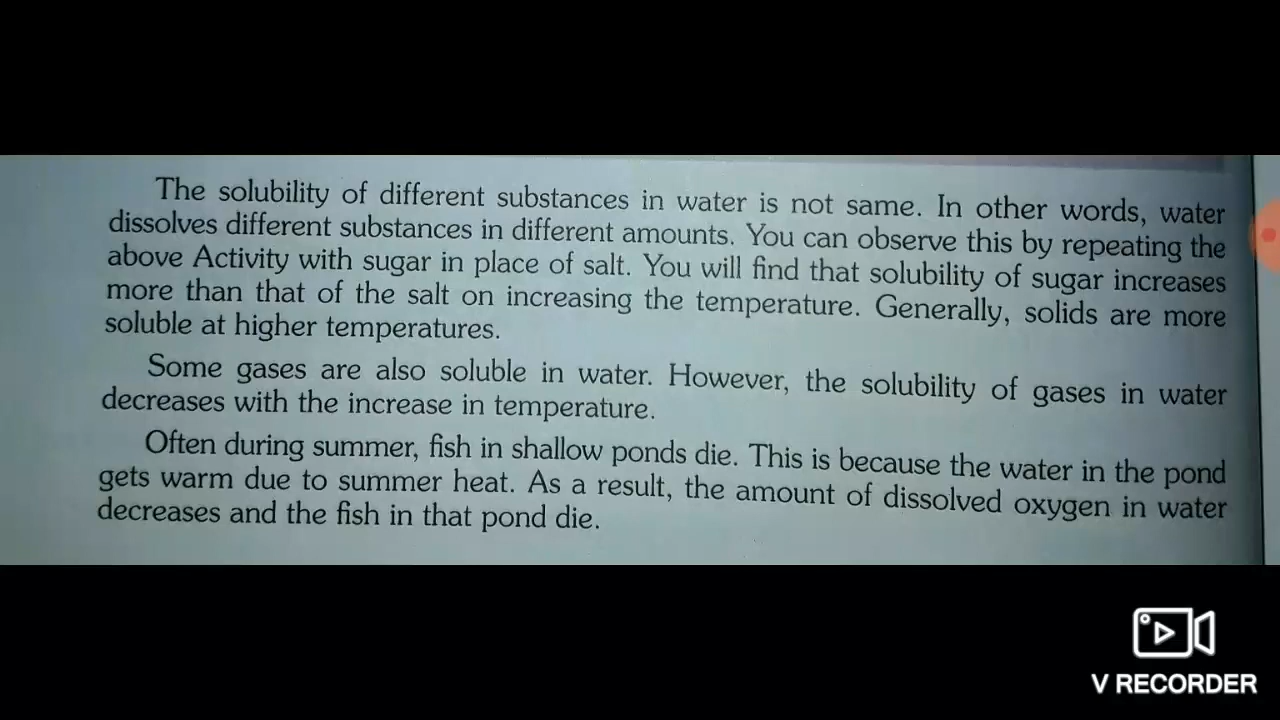 The solubility of different substances in water is not same. In other words, water
dissolves different substances in different amounts. You can observe this by repeating the
above Activity with sugar in place of salt. You will find that solubility of sugar increases
more than that of the salt on increasing the temperature. Generally, solids are more
soluble at higher temperatures.
Some gases are also soluble in water. However, the solubility of gases in water
decreases with the increase in temperature.
Often during summer, fish in shallow ponds die. This is because the water in the pond
gets warm due to summer heat. As a result, the amount of dissolved oxygen in water
decreases and the fish in that pond die.
V RECORDER